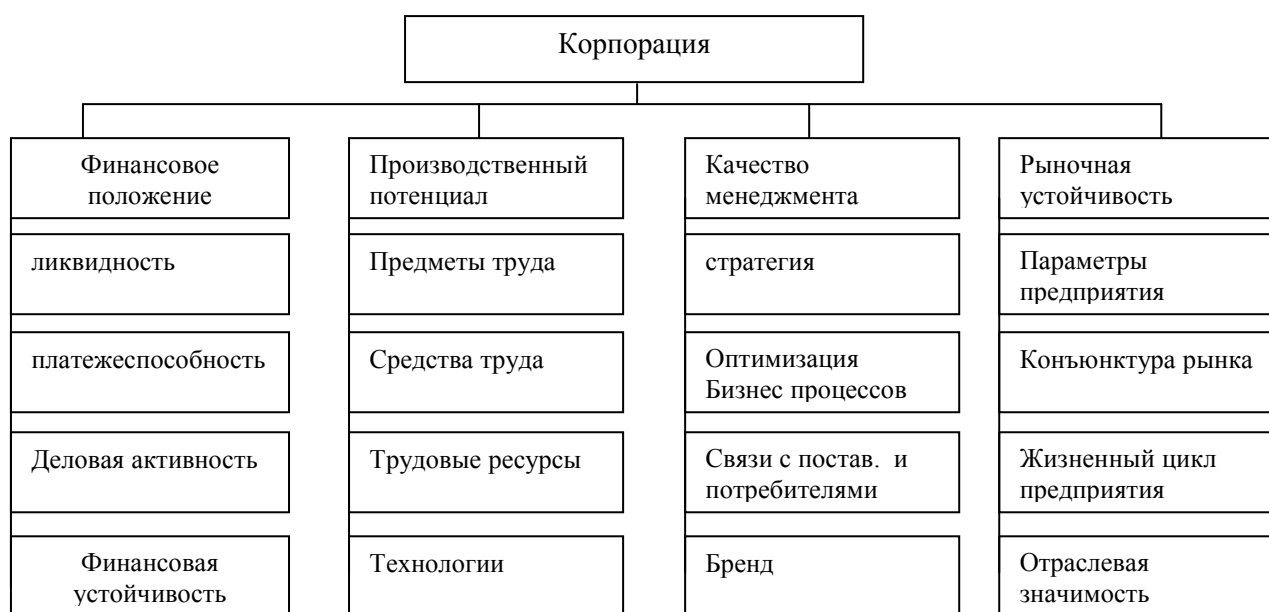 Корпорация
Финансовое
положение
ликвидность
платежеспособность
Деловая активность
Финансовая
устойчивость
Производственный
потенциал
Предметы труда
Средства труда
Трудовые ресурсы
Технологии
Качество
менеджмента
стратегия
Оптимизация
Бизнес процессов
Связи с постав. и
потребителями
Бренд
Рыночная
устойчивость
Параметры
предприятия
Конъюнктура рынка
Жизненный цикл
предприятия
Отраслевая
значимость